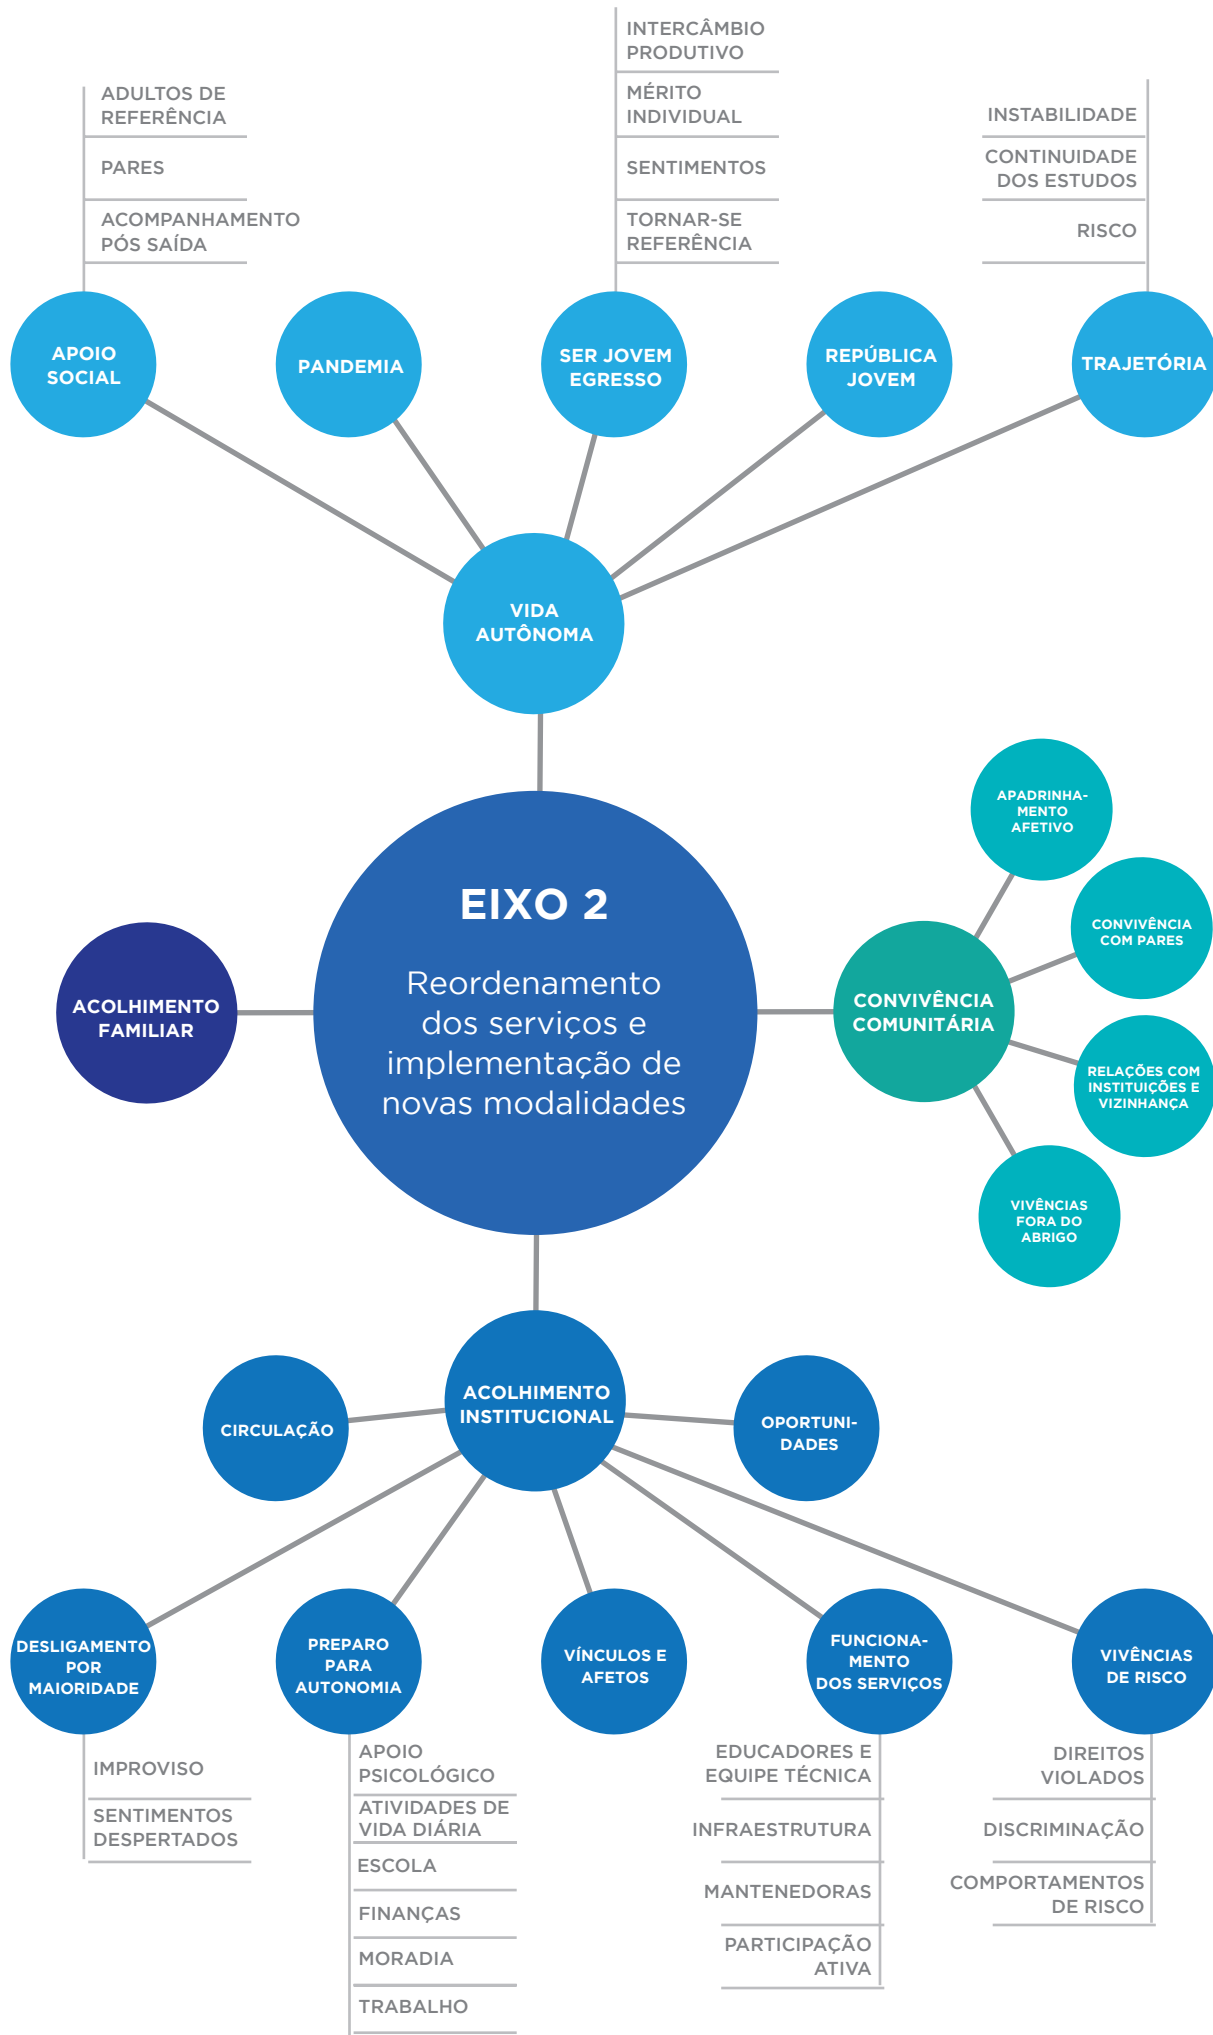 INTERCÂMBIO
PRODUTIVO
MÉRITO
INDIVIDUAL
SENTIMENTOS
TORNAR-SE
REFERÊNCIA
ADULTOS DE
REFERÊNCIA
PARES
ACOMPANHAMENTO
PÓS SAÍDA
INSTABILIDADE
CONTINUIDADE
DOS ESTUDOS
RISCO
APOIO
SOCIAL
PANDEMIA
SER JOVEM
EGRESSO
REPÚBLICA
JOVEM
TRAJETÓRIA
VIDA
AUTÔNOMA
EIXO 2
Reordenamento
dos serviços e
implementação de
novas modalidades
ACOLHIMENTO
FAMILIAR
CONVIVÊNCIA
COMUNITÁRIA
APADRINHA-
MENTO
AFETIVO
CONVIVÊNCIA
COM PARES
RELAÇÕES COM
INSTITUIÇÕES E
VIZINHANÇA
VIVÊNCIAS
FORA DO
ABRIGO
ACOLHIMENTO
INSTITUCIONAL
CIRCULAÇÃO
OPORTUNI-
DADES
DESLIGAMENTO
POR
MAIORIDADE
PREPARO
PARA
AUTONOMIA
VÍNCULOS E
AFETOS
FUNCIONA-
MENTO
DOS SERVIÇOS
VIVÊNCIAS
DE RISCO
IMPROVISO
SENTIMENTOS
DESPERTADOS
APOIO
PSICOLÓGICO
ATIVIDADES DE
VIDA DIÁRIA
ESCOLA
FINANÇAS
MORADIA
TRABALHO
EDUCADORES E
EQUIPE TÉCNICA
INFRAESTRUTURA
MANTENEDORAS
PARTICIPAÇÃO
ATIVA
DIREITOS
VIOLADOS
DISCRIMINAÇÃO
COMPORTAMENTOS
DE RISCO